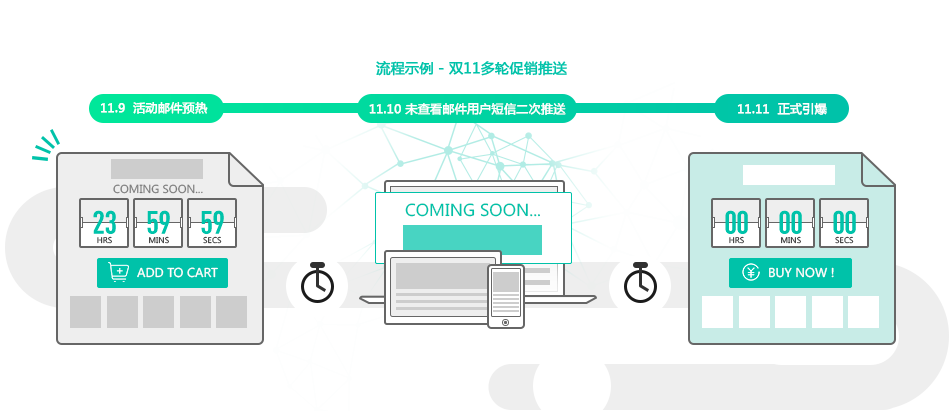 流程示例 - 双11多轮促销推送
11.9 活动邮件预热
11.10 未查看邮件用户短信二次推送
11.11 正式引爆
COMING SOON...
23 59 59
HRS MINS SECS
ADD TO CART
COMING SOON...
00 00 00
HRS MINS SECS
BUY NOW !